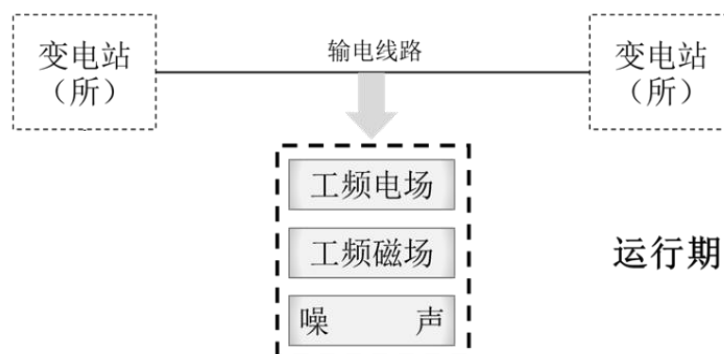 变电站
（所）
输电线路
变电站
（所）
工频电场
工频磁场
运行期
噪 声